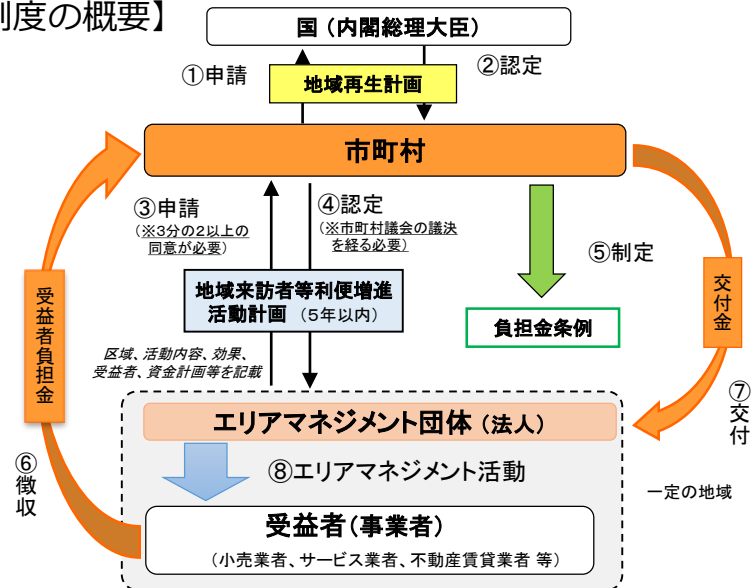 制度の概要】
国（内閣総理大臣）
①申請
②認定
地域再生計画
市町村
③申請
（※3分の2以上の
同意が必要）
④認定
（※市町村議会の議決
を経る必要）
⑤制定
地域来訪者等利便増進
活動計画 （5年以内）
負担金条例
受益者負担金
交付金
区域、活動内容、効果、
受益者、資金計画等を記載
⑦交付
エリアマネジメント団体（法人）
⑧エリアマネジメント活動
⑥徴収
一定の地域
受益者（事業者）
（小売業者、サービス業者、不動産賃貸業者 等）